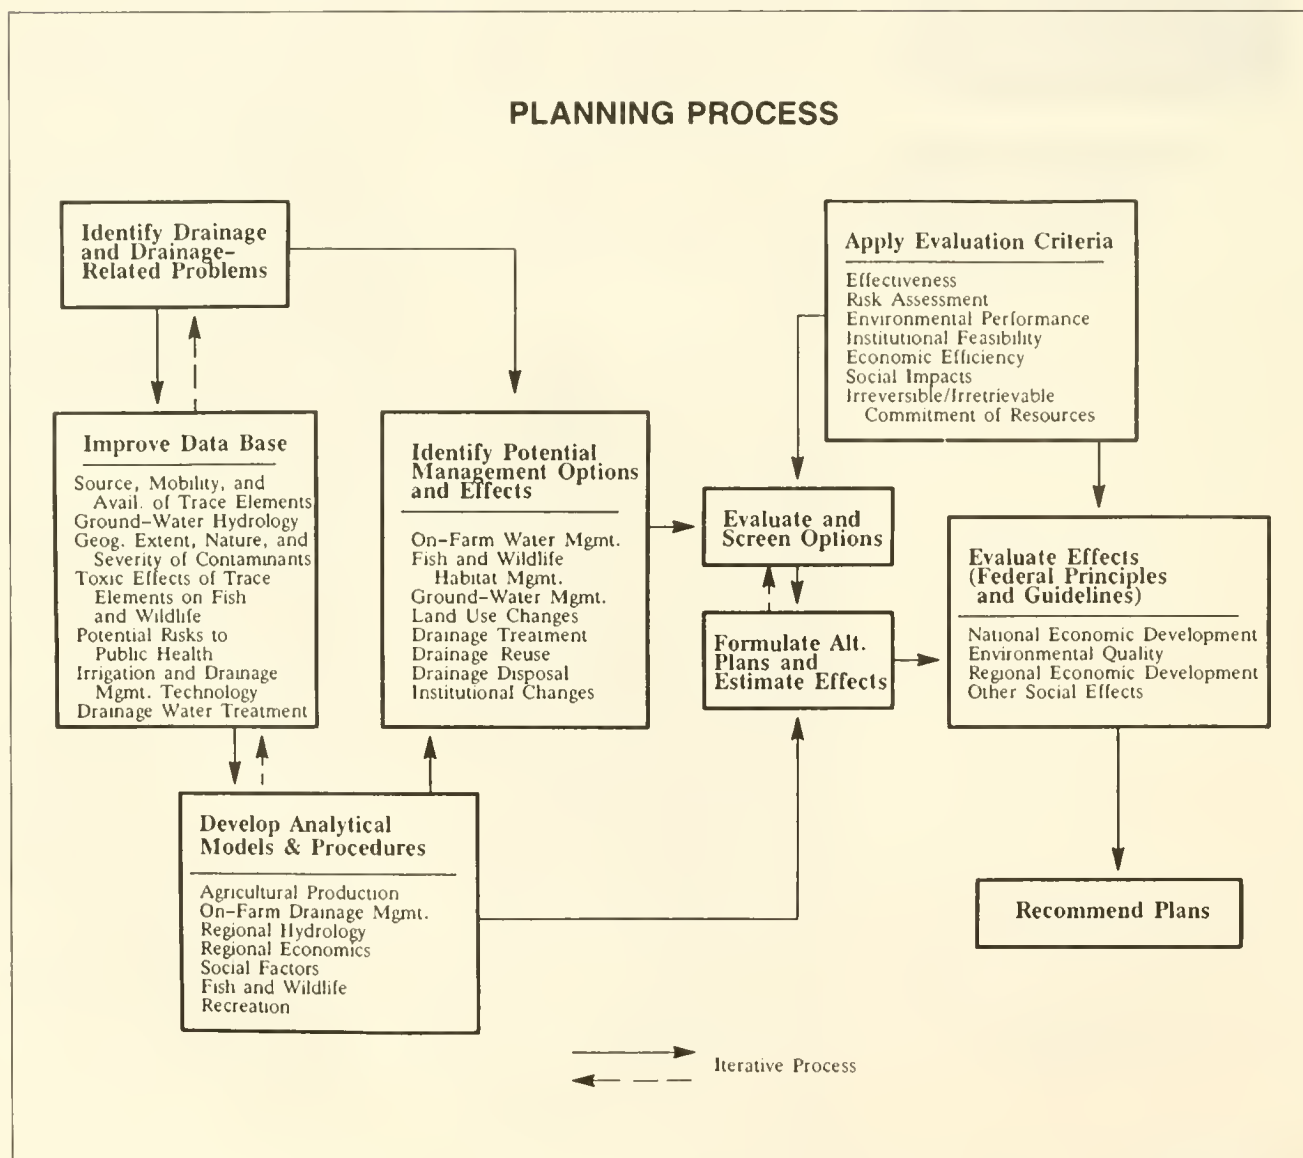 PLANNING PROCESS
Identify Drainage
and Drainage-
Related Problems
Improve Data Base
Source, Mobility, and
Avail. of Trace Elements
Ground-Water Hydrology
Geog. Extent, Nature, and
Severity of Contaminants
Toxic Effects of Trace
Elements on Fish
and Wildlife
Potential Risks to
Public Health
Irrigation and Drainage
Mgmt. Technology
Drainage Water Treatment
Develop Analytical
Models & Procedures
Agricultural Production
On-Farm Drainage Mgmt.
Regional Hydrology
Regional Economics
Social Factors
Fish and Wildlife
Recreation
Identify Potential
Management Options
and Effects
On-Farm Water Mgmt.
Fish and Wildlife
Habitat Mgmt.
Ground-Water Mgmt.
Land Use Changes
Drainage Treatment
Drainage Reuse
Drainage Disposal
Institutional Changes
Apply Evaluation Criteria
Effectiveness
Risk Assessment
Environmental Performance
Institutional Feasibility
Economic Efficiency
Social Impacts
Irreversible/Irretrievable
Commitment of Resources
Evaluate and
Screen Options
Formulate Alt.
Plans and
Estimate Effects
Evaluate Effects
(Federal Principles
and Guidelines)
National Economic Development
Environmental Quality
Regional Economic Development
Other Social Effects
Recommend Plans
Iterative Process